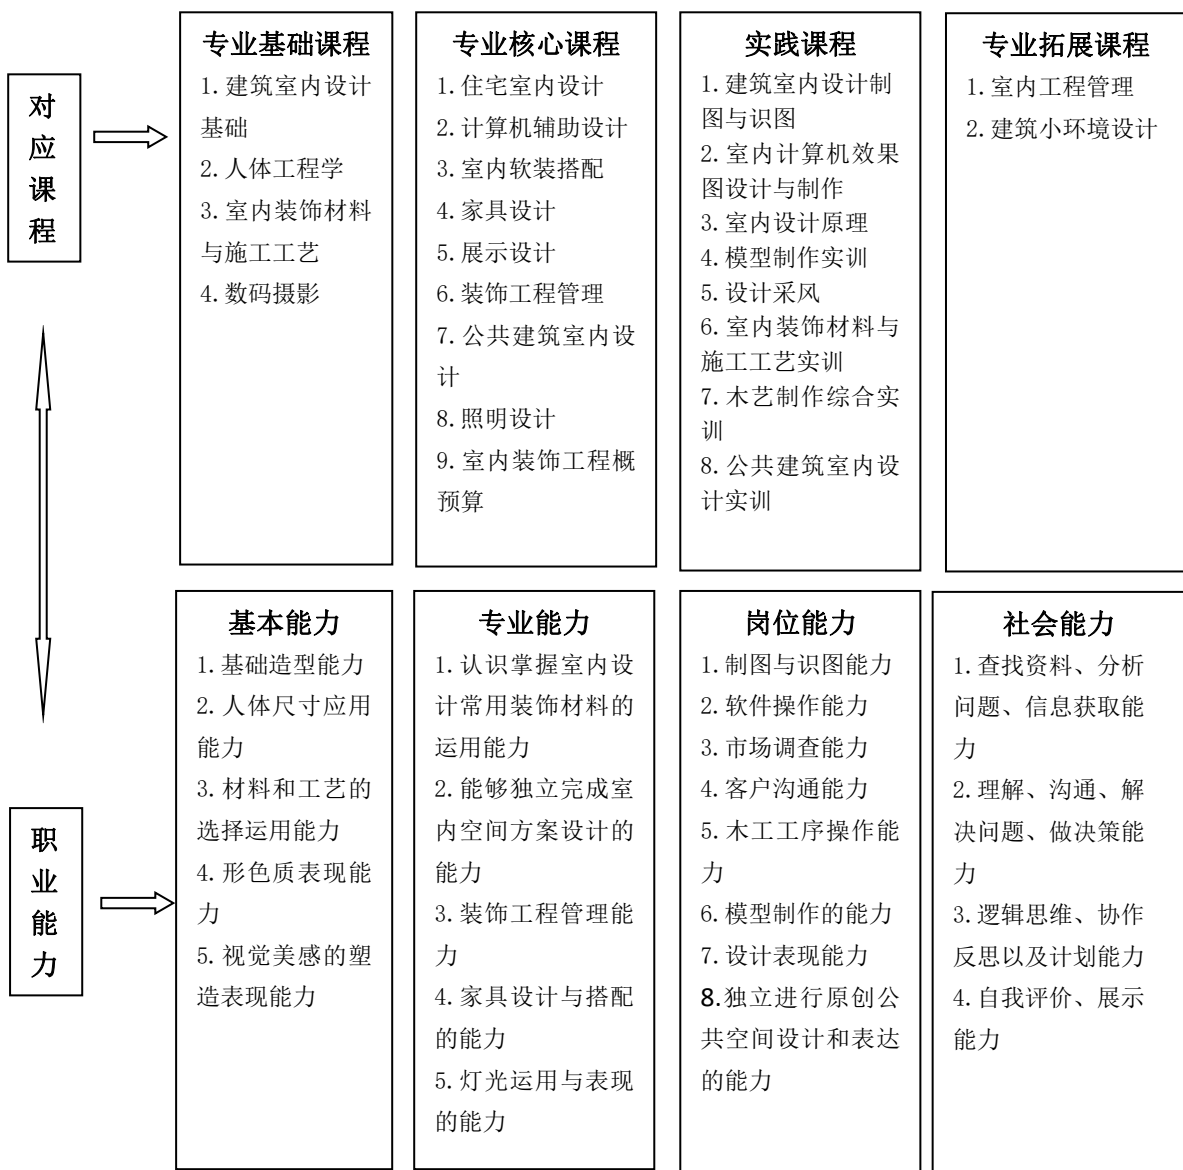 对
应
课
程
专业基础课程
1.建筑室内设计
基础
2.人体工程学
3.室内装饰材料
与施工工艺
4.数码摄影
专业核心课程
1.住宅室内设计
2.计算机辅助设计
3.室内软装搭配
4.家具设计
5.展示设计
6.装饰工程管理
7.公共建筑室内设
计
8.照明设计
9.室内装饰工程概
预算
实践课程
1.建筑室内设计制
图与识图
2.室内计算机效果
图设计与制作
3.室内设计原理
4.模型制作实训
5.设计采风
6.室内装饰材料与
施工工艺实训
7.木艺制作综合实
训
8.公共建筑室内设
计实训
专业拓展课程
1.室内工程管理
2.建筑小环境设计
职
业
能
力
基本能力
1.基础造型能力
2.人体尺寸应用
能力
3.材料和工艺的
选择运用能力
4.形色质表现能
力
5.视觉美感的塑
造表现能力
专业能力
1.认识掌握室内设
计常用装饰材料的
运用能力
2.能够独立完成室
内空间方案设计的
能力
3.装饰工程管理能
力
4.家具设计与搭配
的能力
5.灯光运用与表现
的能力
岗位能力
1.制图与识图能力
2.软件操作能力
3.市场调查能力
4.客户沟通能力
5.木工工序操作能
力
6.模型制作的能力
7.设计表现能力
8.独立进行原创公
共空间设计和表达
的能力
社会能力
1.查找资料、分析
问题、信息获取能
力
2.理解、沟通、解
决问题、做决策能
力
3.逻辑思维、协作
反思以及计划能力
4.自我评价、展示
能力